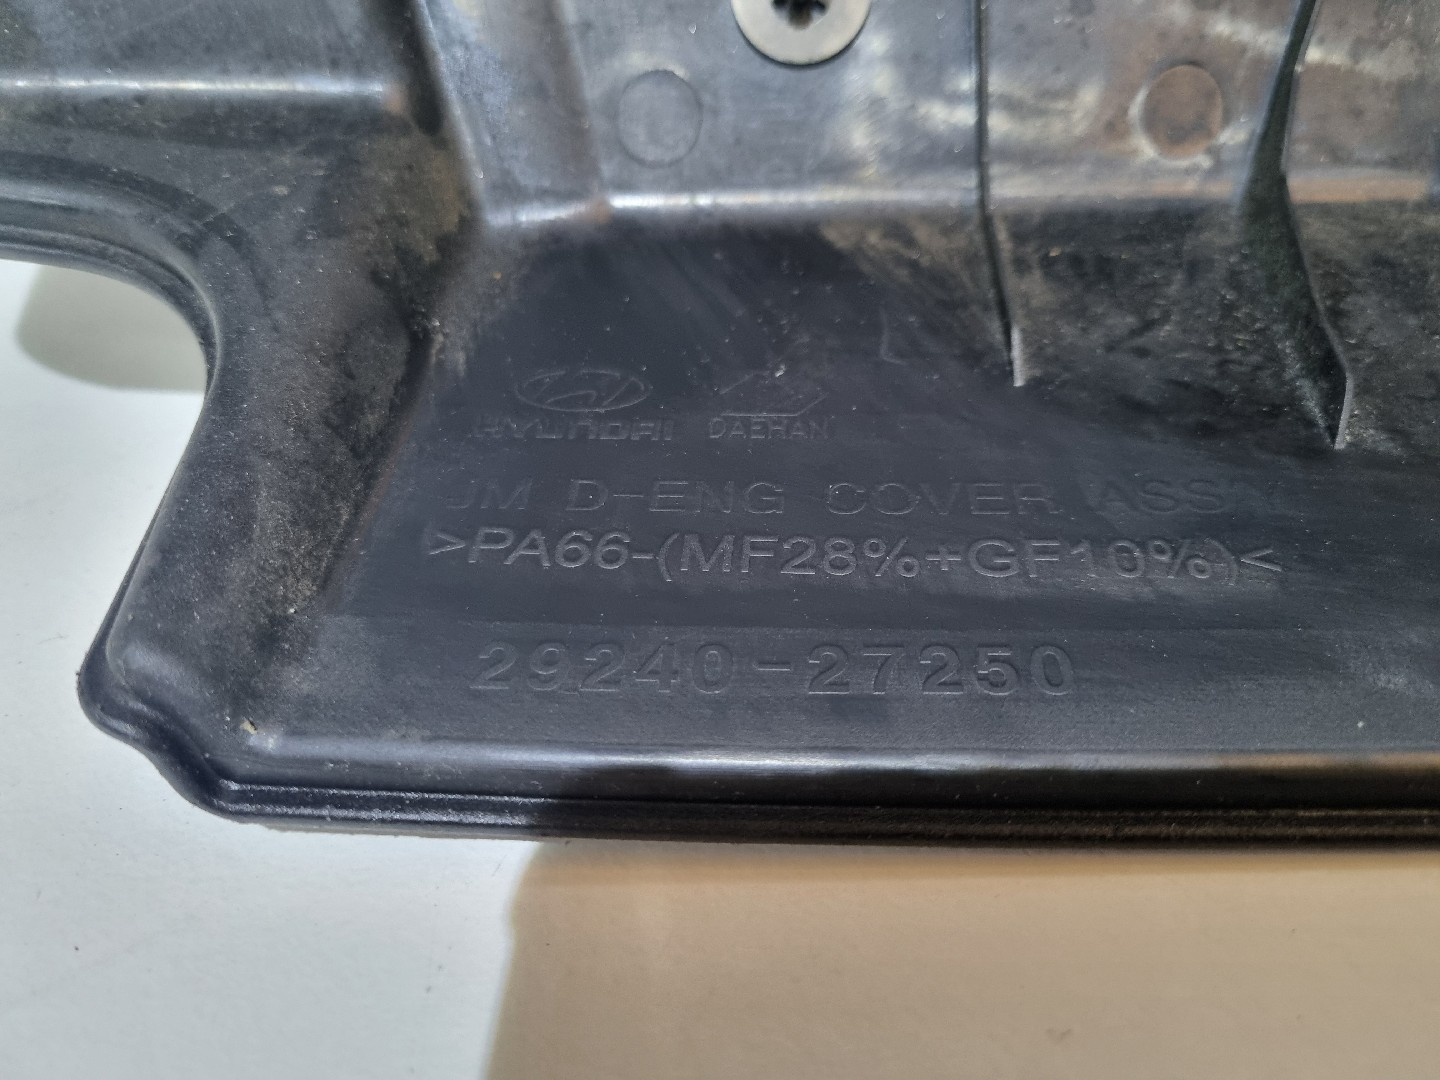 HYUNDAI DAEHAN
JM D-ENG COVER ASS'
>PA66-(MF28%+GF10%)<
29240-27250